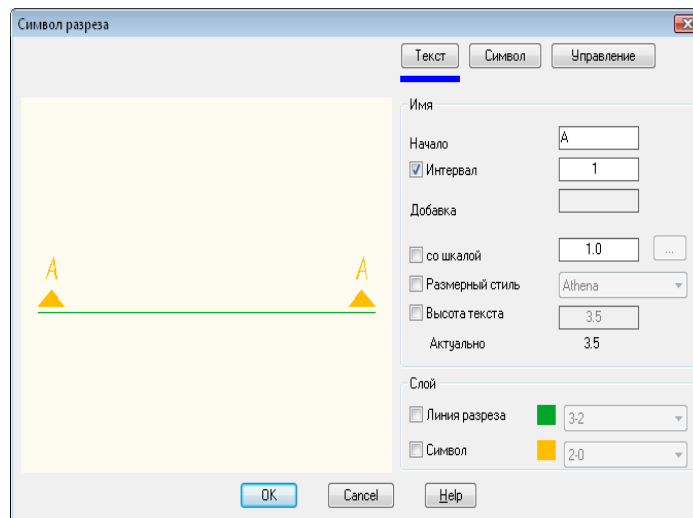 Символ разреза
Текст Символ Управление
Имя
Начало A
Интервал 1
Добавка
со шкалой 1.0 ...
Размерный стиль Athena
Высота текста 3.5
Актуально 3.5
A A
Слой
Линия разреза 3-2
Символ 2-0
OK Cancel Help